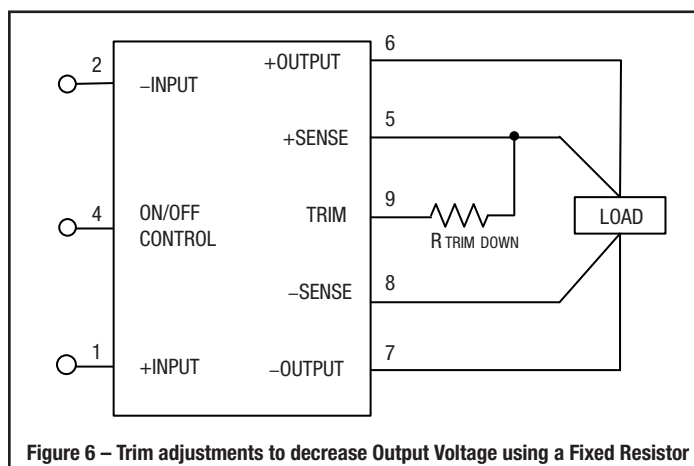 2
−INPUT
+OUTPUT
6
+SENSE
5
4
ON/OFF
CONTROL
TRIM
9
R TRIM DOWN
LOAD
−SENSE
8
1
+INPUT
−OUTPUT
7
Figure 6 – Trim adjustments to decrease Output Voltage using a Fixed Resistor